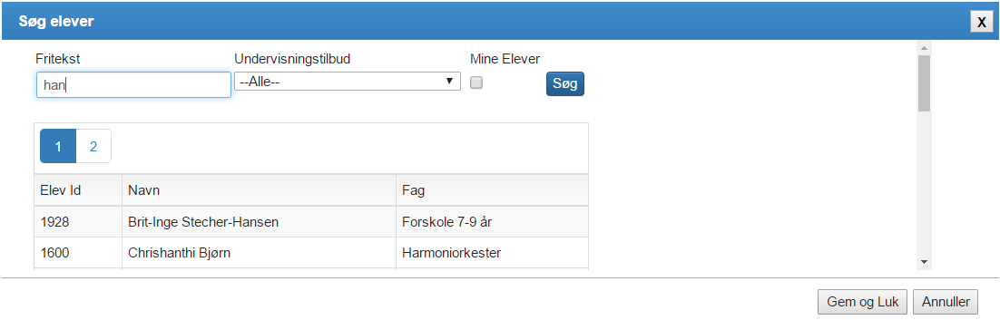 Søg elever
X
Fritekst Undervisningstilbud Mine Elever
han --Alle-- Søg
1 2
Elev Id Navn Fag
1928 Brit-Inge Stecher-Hansen Forskole 7-9 år
1600 Chrishanthi Bjørn Harmoniorkester
Gem og Luk Annuller